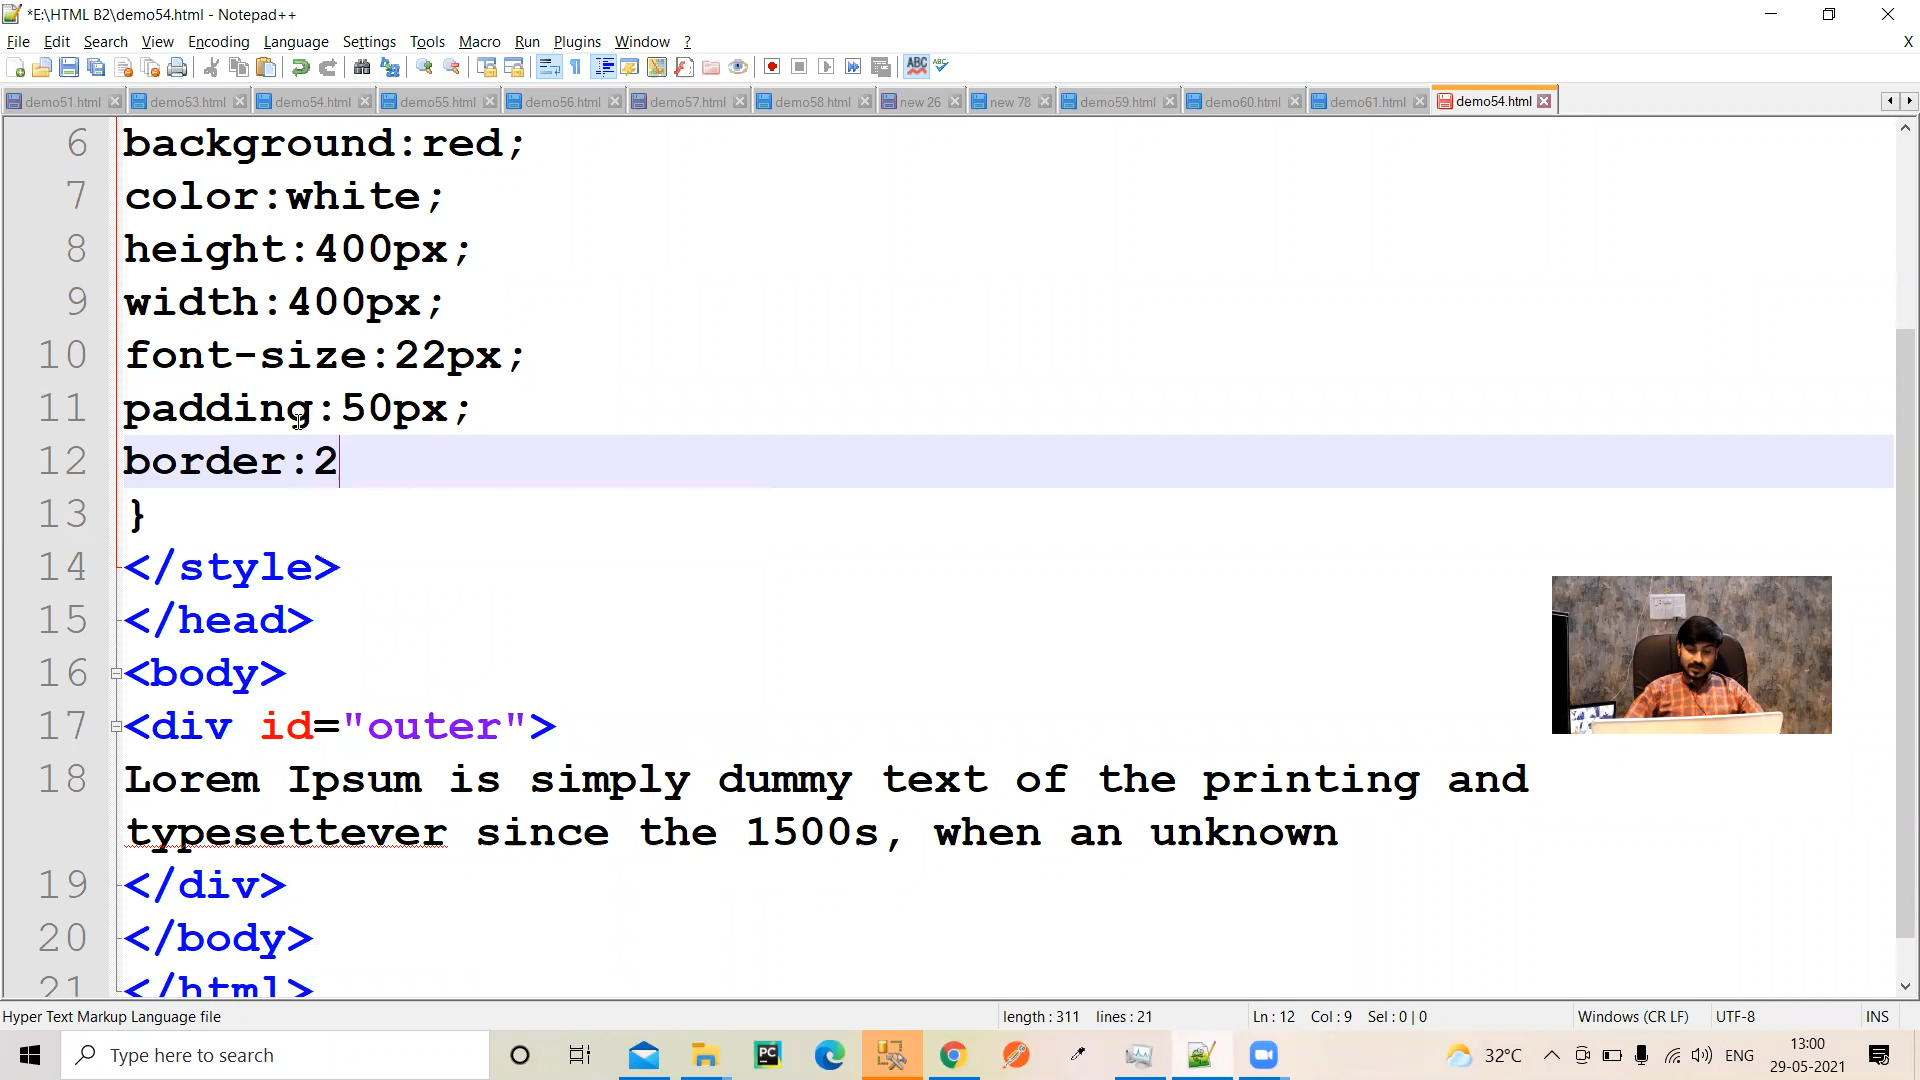 *E:\HTML B2\demo54.html - Notepad++
File Edit Search View Encoding Language Settings Tools Macro Run Plugins Window ? X
demo51.html demo53.html demo54.html demo55.html demo56.html demo57.html demo58.html new 26 new 78 demo59.html demo60.html demo61.html demo54.html
6 background:red;
7 color:white;
8 height:400px;
9 width:400px;
10 font-size:22px;
11 padding:50px;
12 border:2
13 }
14 </style>
15 </head>
16 <body>
17 <div id="outer">
18 Lorem Ipsum is simply dummy text of the printing and
typesettever since the 1500s, when an unknown
19 </div>
20 </body>
21 </html>
Hyper Text Markup Language file length : 311 lines : 21 Ln : 12 Col : 9 Sel : 0 | 0 Windows (CR LF) UTF-8 INS
Type here to search PC 32°C ENG 13:00
29-05-2021